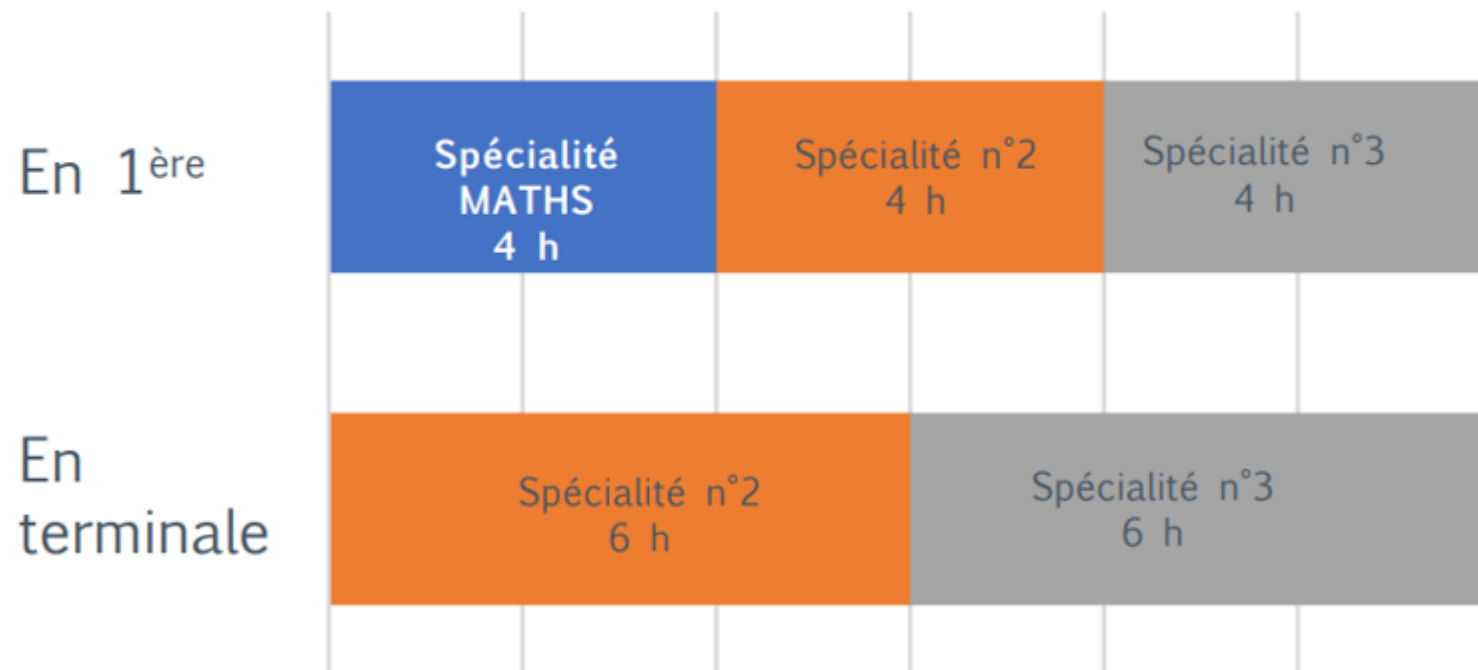 En 1ère
Spécialité
MATHS
4 h
Spécialité n°2
4 h
Spécialité n°3
4 h
En
terminale
Spécialité n°2
6 h
Spécialité n°3
6 h